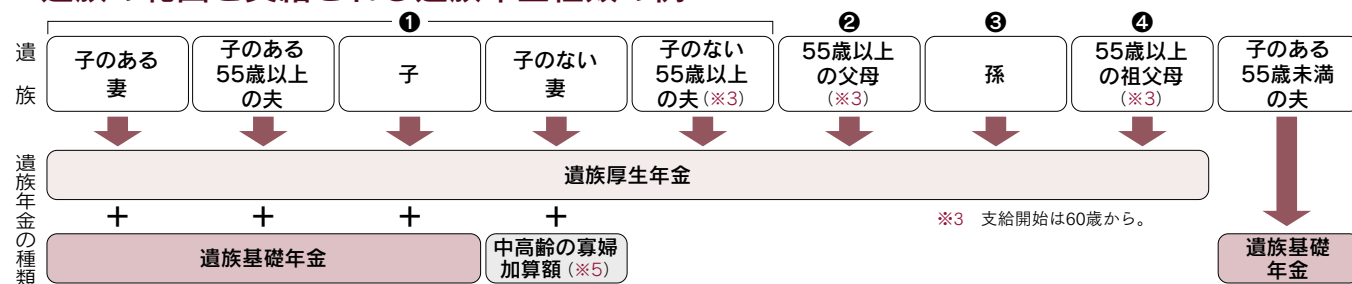 ❶
❷
❸
❹
遺族
子のある
妻
子のある
55歳以上
の夫
子
子のない
妻
子のない
55歳以上
の夫(※3)
55歳以上
の父母
(※3)
孫
55歳以上
の祖父母
(※3)
子のある
55歳未満
の夫
遺族年金の種類
遺族厚生年金
+ + + +
※3 支給開始は60歳から。
遺族基礎年金
中高齢の寡婦
加算額(※5)
遺族基礎
年金